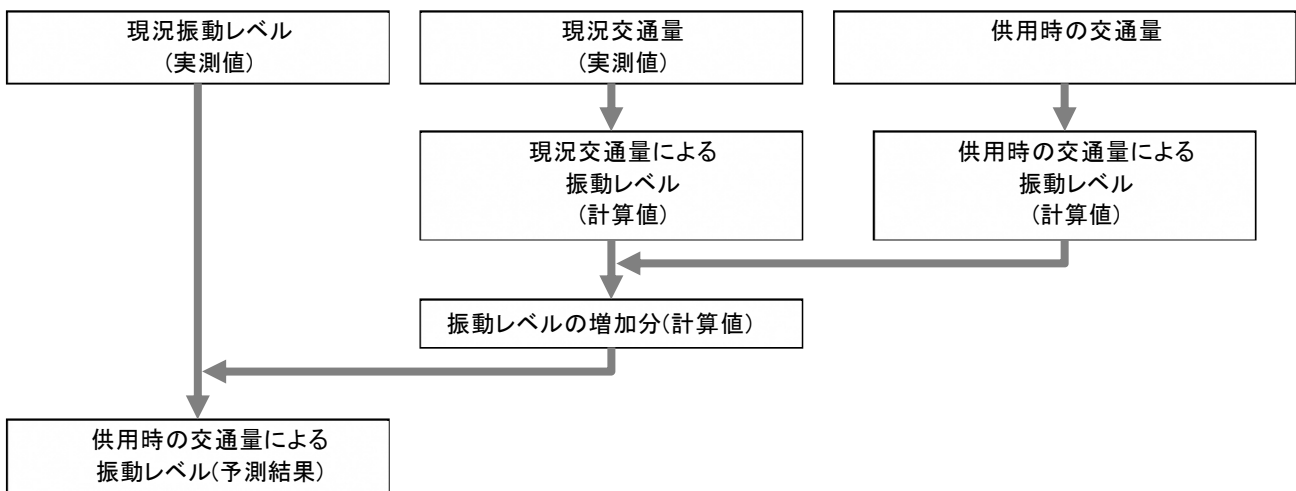 現況振動レベル
(実測値)
現況交通量
(実測値)
供用時の交通量
現況交通量による
振動レベル
(計算値)
供用時の交通量による
振動レベル
(計算値)
振動レベルの増加分(計算値)
供用時の交通量による
振動レベル(予測結果)